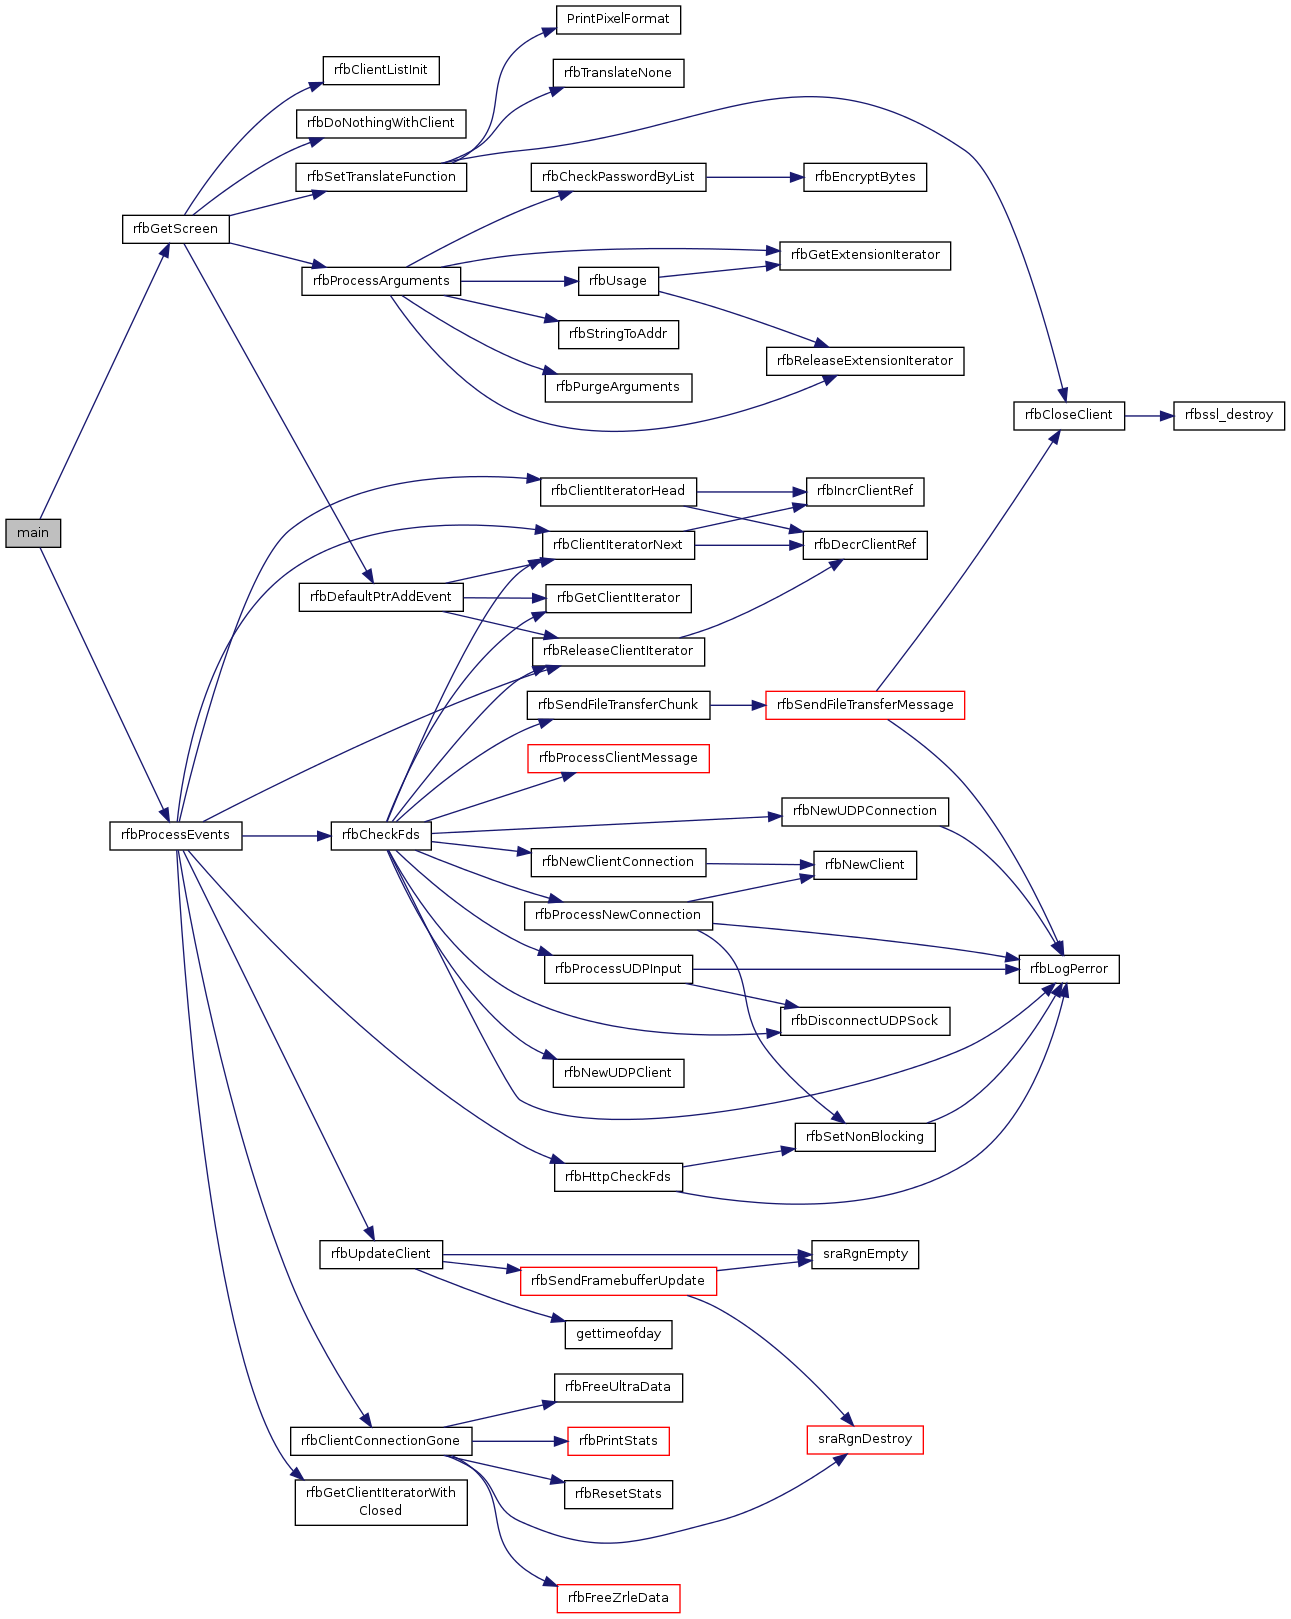 PrintPixelFormat
rfbClientListInit
rfbTranslateNone
rfbDoNothingWithClient
rfbSetTranslateFunction
rfbCheckPasswordByList
rfbEncryptBytes
rfbGetScreen
rfbGetExtensionIterator
rfbProcessArguments
rfbUsage
rfbStringToAddr
rfbReleaseExtensionIterator
rfbPurgeArguments
rfbCloseClient
rfbssl_destroy
rfbClientIteratorHead
rfbIncrClientRef
main
rfbClientIteratorNext
rfbDecrClientRef
rfbDefaultPtrAddEvent
rfbGetClientIterator
rfbReleaseClientIterator
rfbSendFileTransferChunk
rfbSendFileTransferMessage
rfbProcessClientMessage
rfbNewUDPConnection
rfbProcessEvents
rfbCheckFds
rfbNewClientConnection
rfbNewClient
rfbProcessNewConnection
rfbProcessUDPInput
rfbLogPerror
rfbDisconnectUDPSock
rfbNewUDPClient
rfbSetNonBlocking
rfbHttpCheckFds
rfbUpdateClient
sraRgnEmpty
rfbSendFramebufferUpdate
gettimeofday
rfbFreeUltraData
rfbClientConnectionGone
rfbPrintStats
sraRgnDestroy
rfbGetClientIteratorWith
Closed
rfbResetStats
rfbFreeZrleData